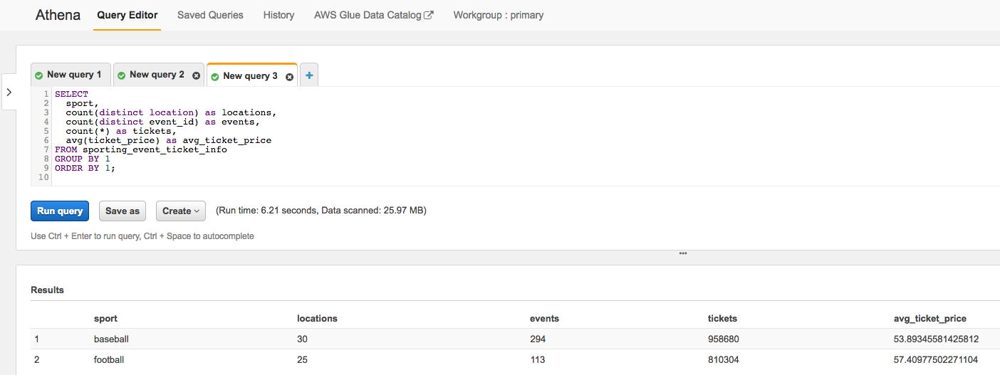 Athena Query Editor Saved Queries History AWS Glue Data Catalog Workgroup : primary
New query 1 New query 2 New query 3 +
1 SELECT
2 sport,
3 count(distinct location) as locations,
4 count(distinct event_id) as events,
5 count(*) as tickets,
6 avg(ticket_price) as avg_ticket_price
7 FROM sporting_event_ticket_info
8 GROUP BY 1
9 ORDER BY 1;
10
Run query Save as Create (Run time: 6.21 seconds, Data scanned: 25.97 MB)
Use Ctrl + Enter to run query, Ctrl + Space to autocomplete
Results
sport locations events tickets avg_ticket_price
1 baseball 30 294 958680 53.89345581425812
2 football 25 113 810304 57.40977502271104